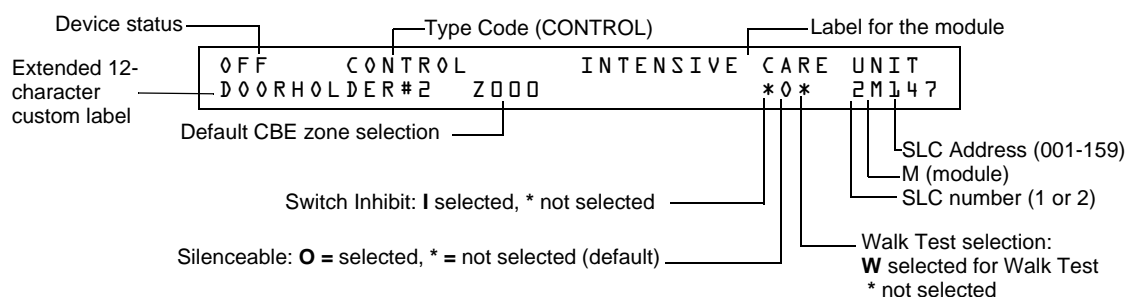 Device status
Type Code (CONTROL)
Label for the module
OFF CONTROL INTENSIVE CARE UNIT
Extended 12-
character
custom label
DOORHOLDER#2 Z000 *O* 2M147
Default CBE zone selection
SLC Address (001-159)
M (module)
SLC number (1 or 2)
Switch Inhibit: I selected, * not selected
Silenceable: O = selected, * = not selected (default)
Walk Test selection:
W selected for Walk Test
* not selected